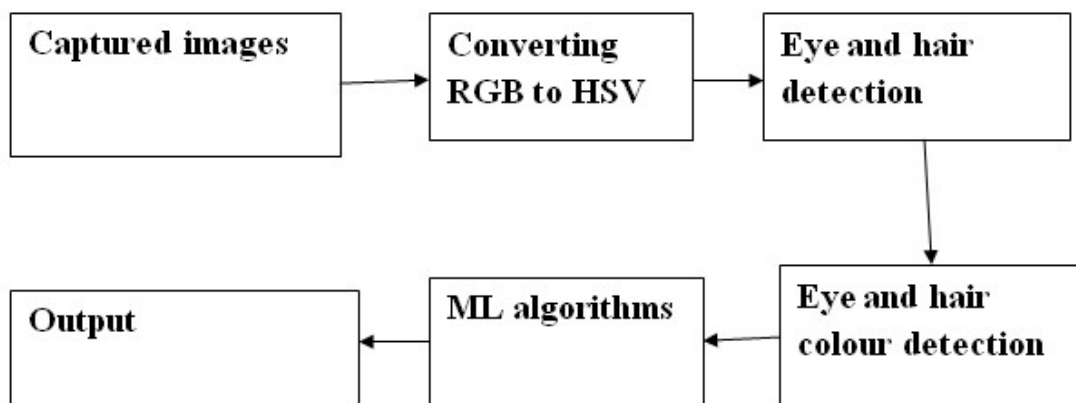 Captured images
Converting
RGB to HSV
Eye and hair
detection
Eye and hair
colour detection
ML algorithms
Output